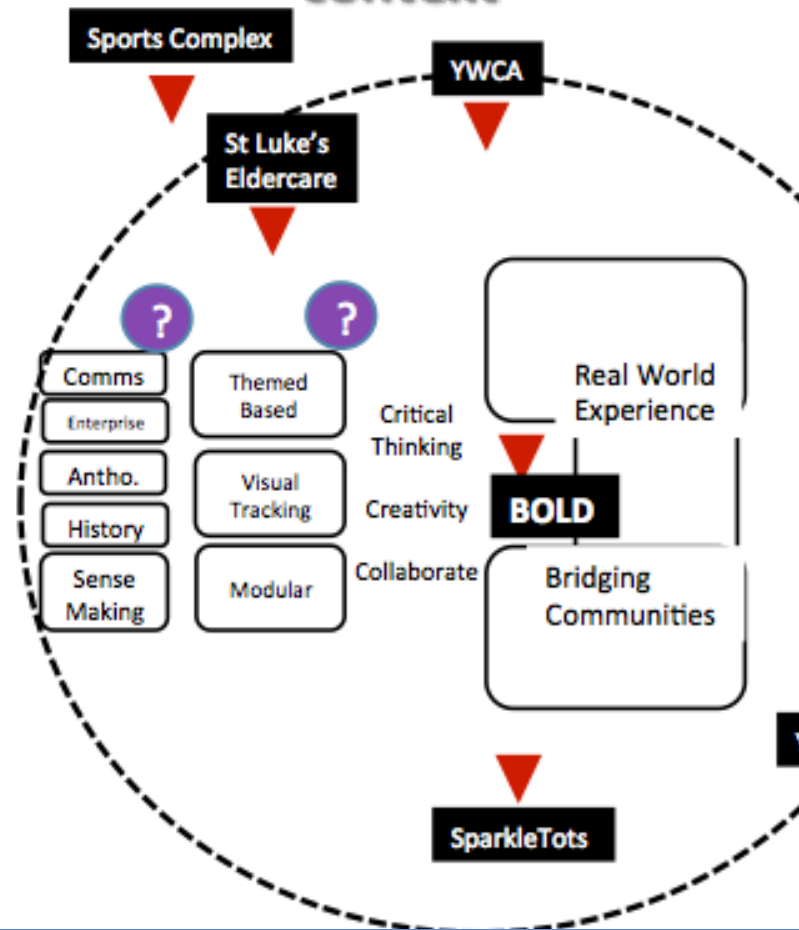 Sports Complex
YWCA
St Luke's
Eldercare
?
?
Comms
Enterprise
Antho.
History
Sense
Making
Themed
Based
Visual
Tracking
Modular
Critical
Thinking
Creativity
Collaborate
Real World
Experience
BOLD
Bridging
Communities
SparkleTots